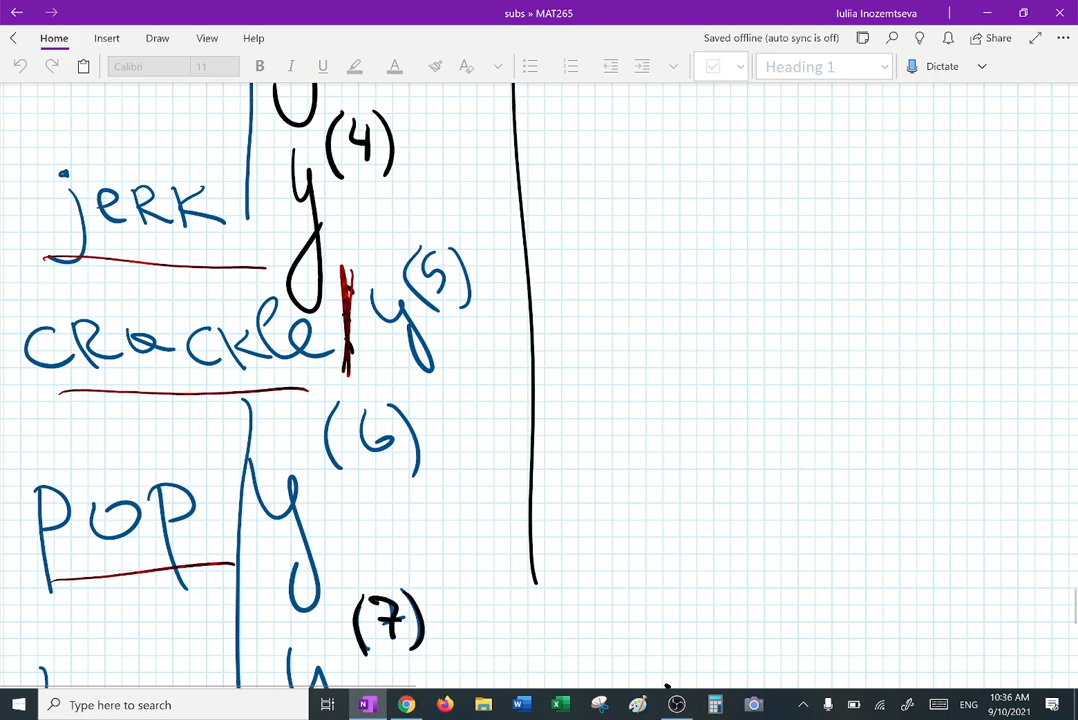 subs » MAT265
Iuliia Inozemtseva
Home Insert Draw View Help
Saved offline (auto sync is off) Share
Calibri 11 B I U A Heading 1 Dictate
y
(4)
jerk y
(5)
crackle | y
(6)
POP y
(7)
y
Type here to search
ENG
10:36 AM
9/10/2021